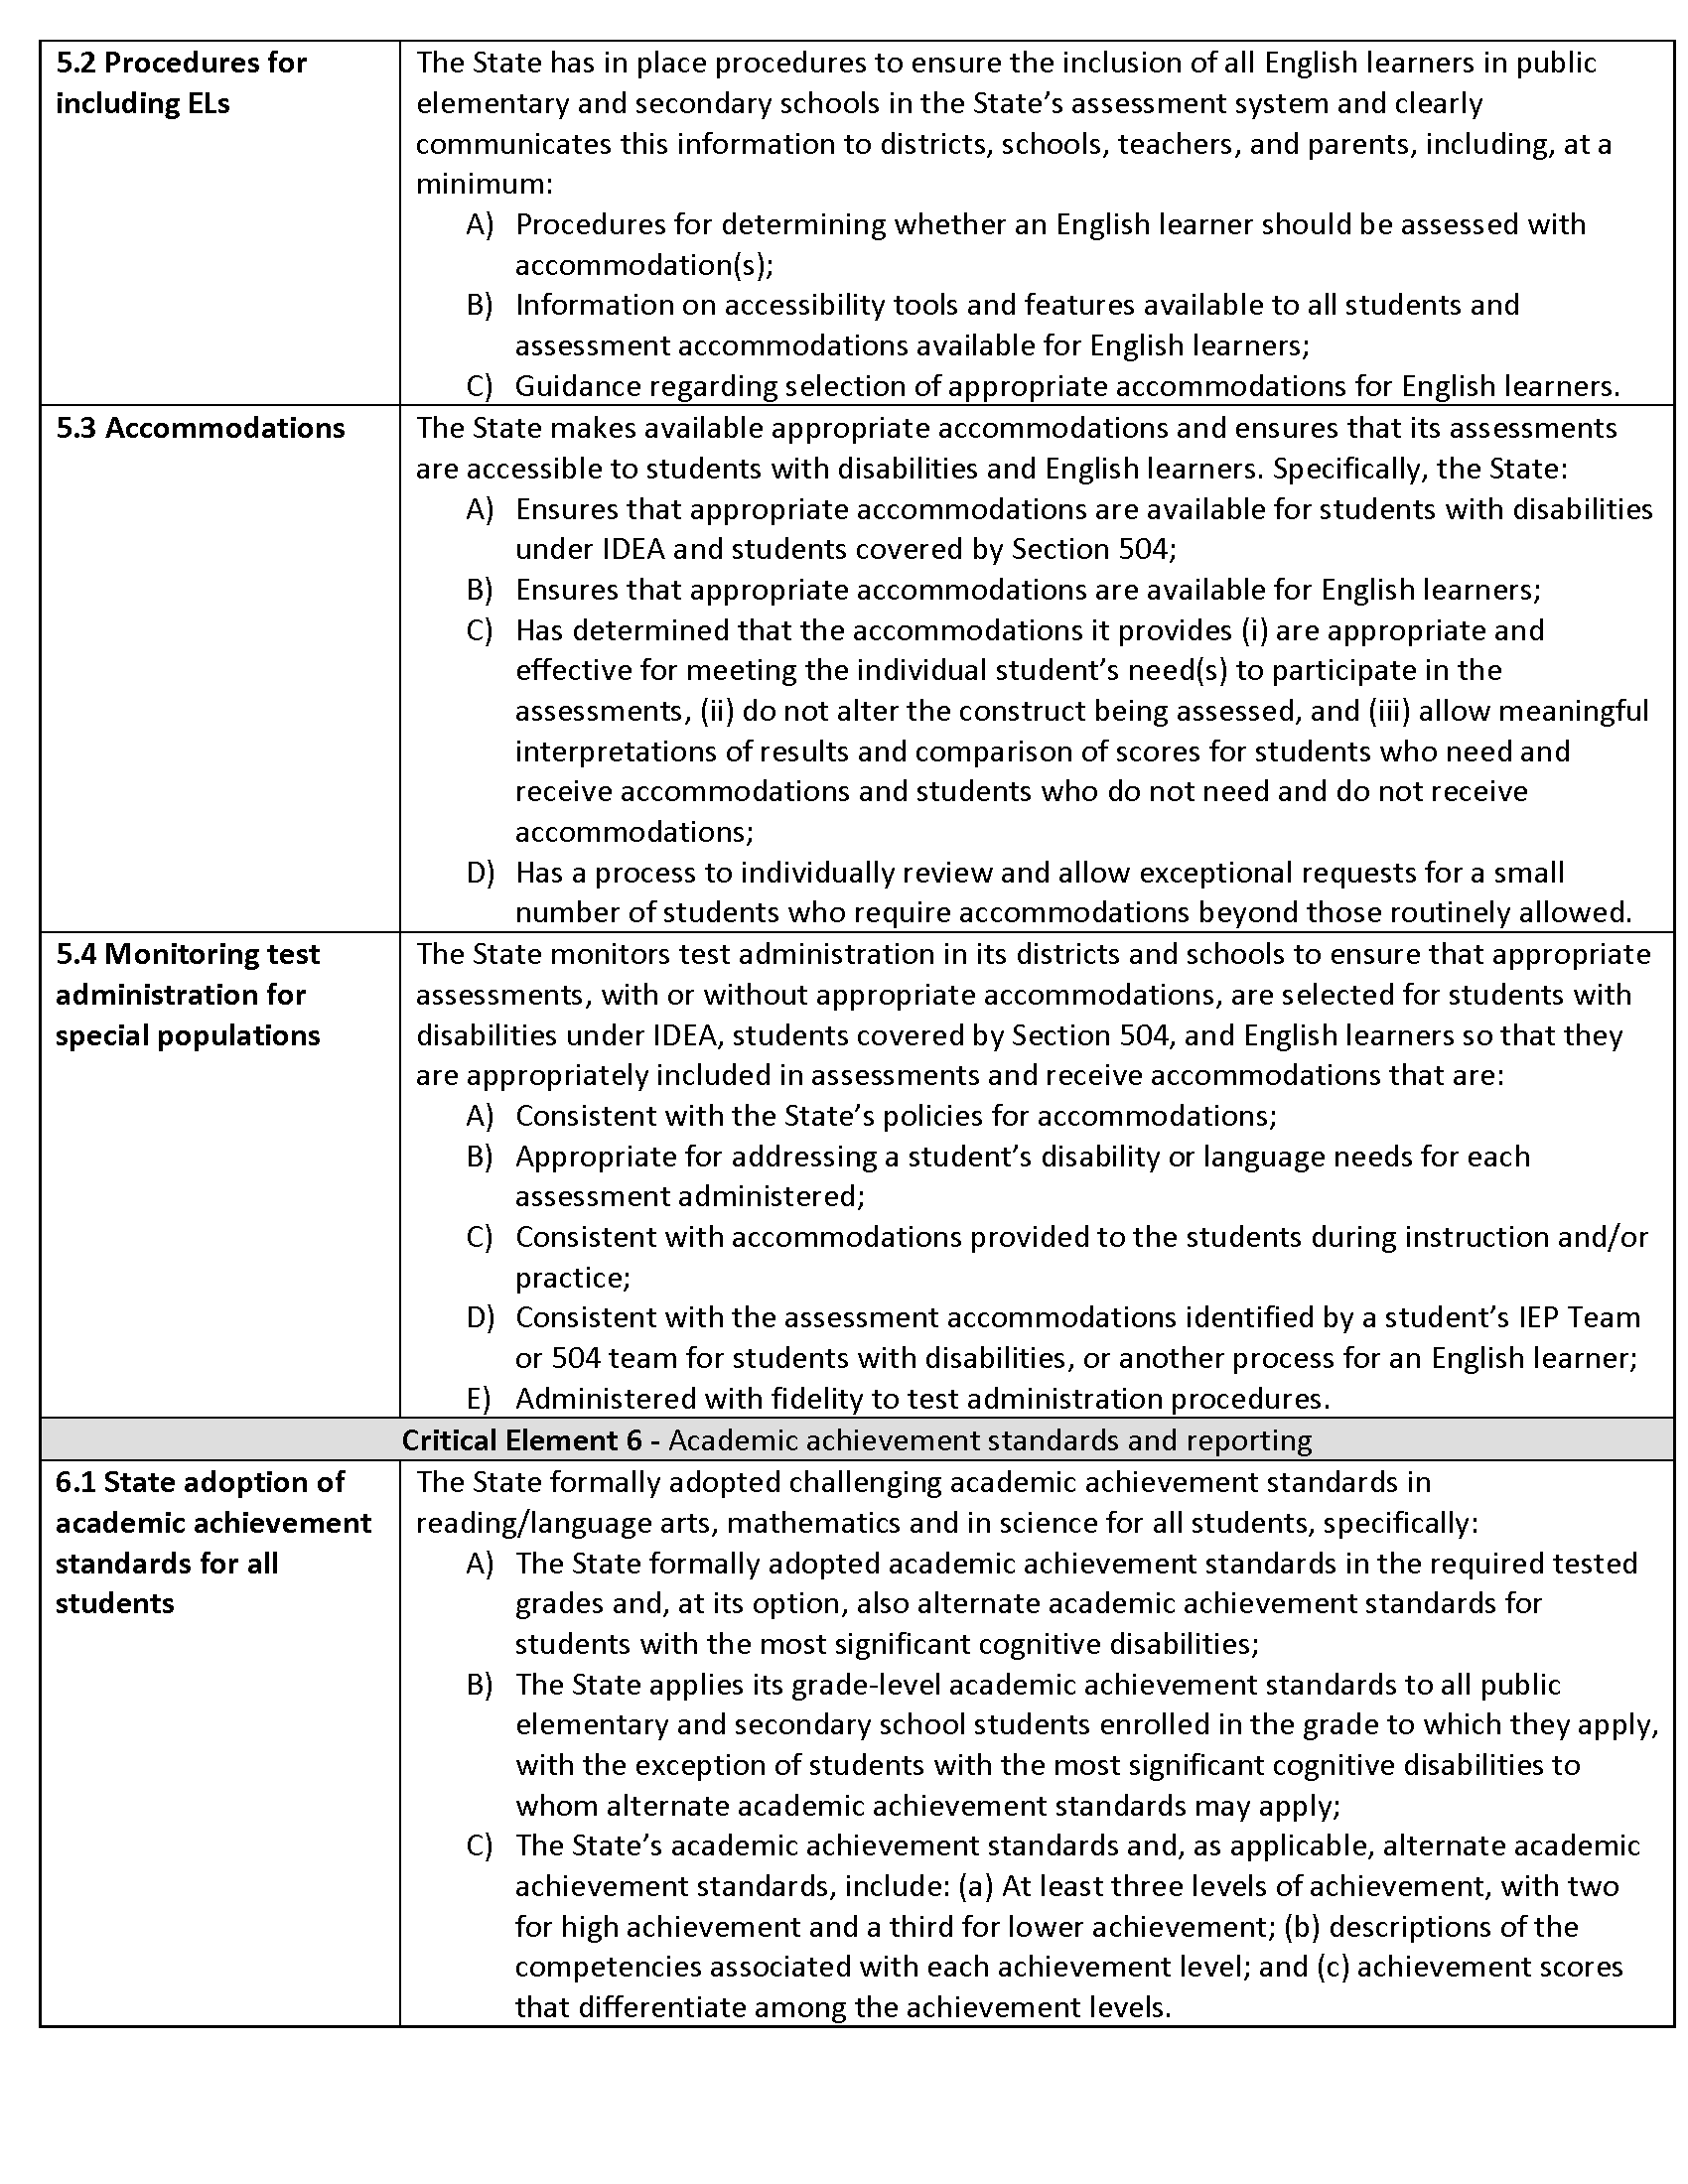 5.2 Procedures for
including ELs
The State has in place procedures to ensure the inclusion of all English learners in public
elementary and secondary schools in the State’s assessment system and clearly
communicates this information to districts, schools, teachers, and parents, including, at a
minimum:
A) Procedures for determining whether an English learner should be assessed with
accommodation(s);
B) Information on accessibility tools and features available to all students and
assessment accommodations available for English learners;
C) Guidance regarding selection of appropriate accommodations for English learners.
5.3 Accommodations
The State makes available appropriate accommodations and ensures that its assessments
are accessible to students with disabilities and English learners. Specifically, the State:
A) Ensures that appropriate accommodations are available for students with disabilities
under IDEA and students covered by Section 504;
B) Ensures that appropriate accommodations are available for English learners;
C) Has determined that the accommodations it provides (i) are appropriate and
effective for meeting the individual student’s need(s) to participate in the
assessments, (ii) do not alter the construct being assessed, and (iii) allow meaningful
interpretations of results and comparison of scores for students who need and
receive accommodations and students who do not need and do not receive
accommodations;
D) Has a process to individually review and allow exceptional requests for a small
number of students who require accommodations beyond those routinely allowed.
5.4 Monitoring test
administration for
special populations
The State monitors test administration in its districts and schools to ensure that appropriate
assessments, with or without appropriate accommodations, are selected for students with
disabilities under IDEA, students covered by Section 504, and English learners so that they
are appropriately included in assessments and receive accommodations that are:
A) Consistent with the State’s policies for accommodations;
B) Appropriate for addressing a student’s disability or language needs for each
assessment administered;
C) Consistent with accommodations provided to the students during instruction and/or
practice;
D) Consistent with the assessment accommodations identified by a student’s IEP Team
or 504 team for students with disabilities, or another process for an English learner;
E) Administered with fidelity to test administration procedures.
Critical Element 6 - Academic achievement standards and reporting
6.1 State adoption of
academic achievement
standards for all
students
The State formally adopted challenging academic achievement standards in
reading/language arts, mathematics and in science for all students, specifically:
A) The State formally adopted academic achievement standards in the required tested
grades and, at its option, also alternate academic achievement standards for
students with the most significant cognitive disabilities;
B) The State applies its grade-level academic achievement standards to all public
elementary and secondary school students enrolled in the grade to which they apply,
with the exception of students with the most significant cognitive disabilities to
whom alternate academic achievement standards may apply;
C) The State’s academic achievement standards and, as applicable, alternate academic
achievement standards, include: (a) At least three levels of achievement, with two
for high achievement and a third for lower achievement; (b) descriptions of the
competencies associated with each achievement level; and (c) achievement scores
that differentiate among the achievement levels.